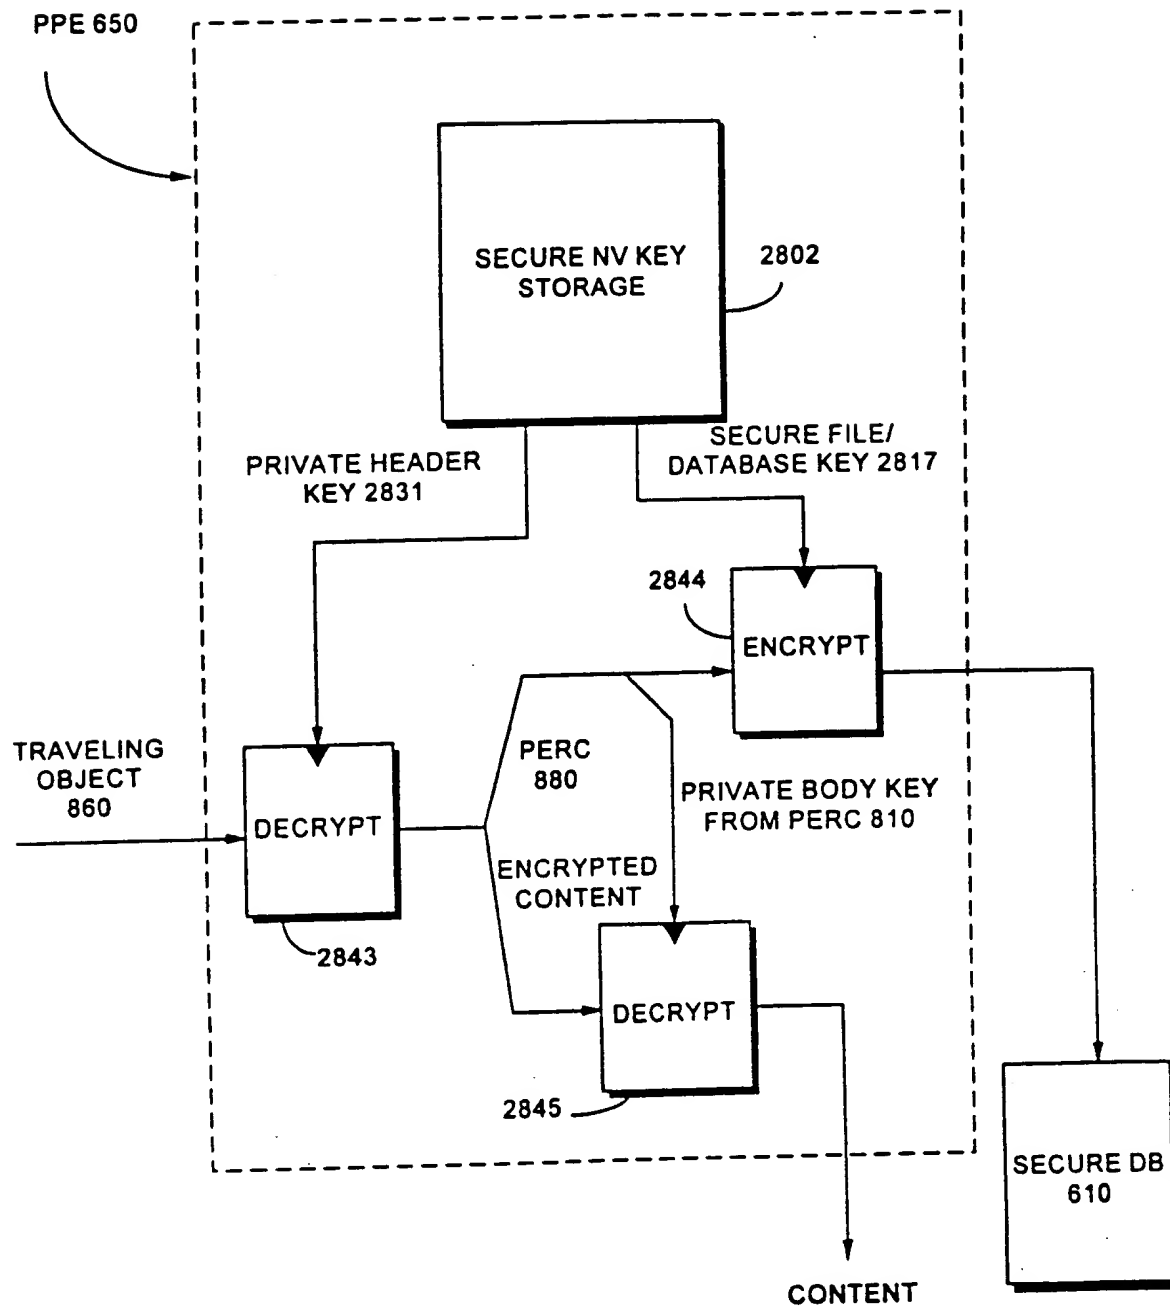 PPE 650
SECURE NV KEY
STORAGE
2802
PRIVATE HEADER
KEY 2831
SECURE FILE/
DATABASE KEY 2817
2844
ENCRYPT
TRAVELING
OBJECT
860
DECRYPT
PERC
880
PRIVATE BODY KEY
FROM PERC 810
ENCRYPTED
CONTENT
2843
DECRYPT
2845
SECURE DB
610
CONTENT